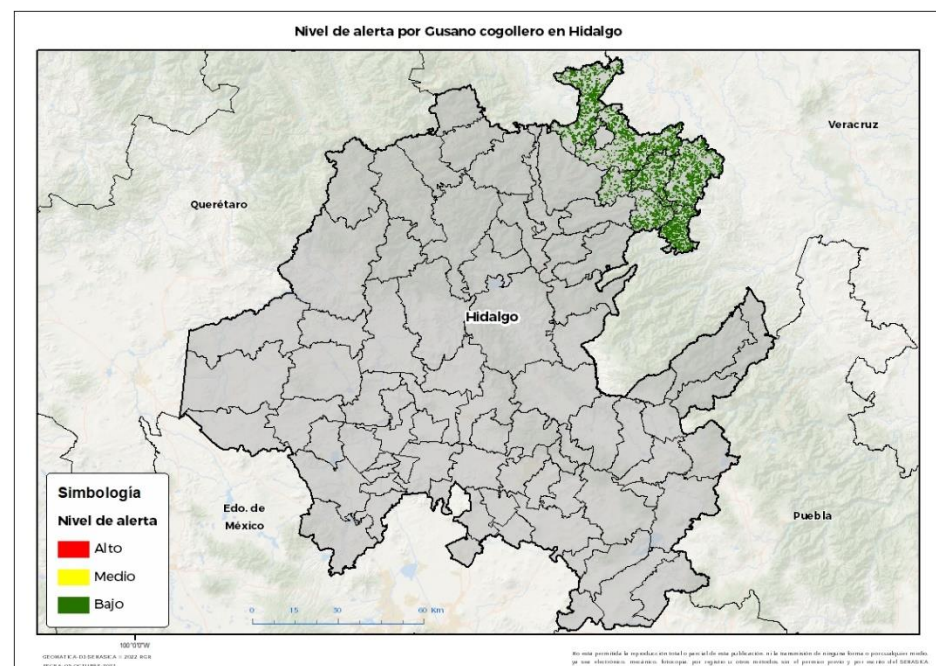 Nivel de alerta por Gusano cogollero en Hidalgo
Veracruz
Querétaro
Hidalgo
Edo. de
México
Puebla
Simbología
Nivel de alerta
Alto
Medio
Bajo
0 15 30 60 Km
100°0'0"W